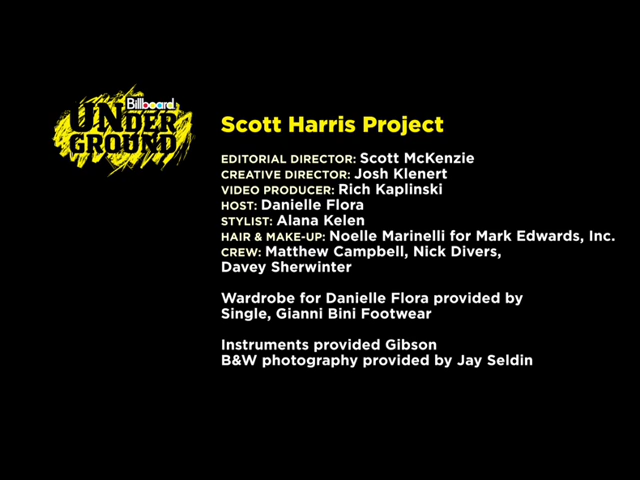 Billboard
UNDER
GROUND
Scott Harris Project
EDITORIAL DIRECTOR: Scott McKenzie
CREATIVE DIRECTOR: Josh Klenert
VIDEO PRODUCER: Rich Kaplinski
HOST: Danielle Flora
STYLIST: Alana Kelen
HAIR & MAKE-UP: Noelle Marinelli for Mark Edwards, Inc.
CREW: Matthew Campbell, Nick Divers,
Davey Sherwinter
Wardrobe for Danielle Flora provided by
Single, Gianni Bini Footwear
Instruments provided Gibson
B&W photography provided by Jay Seldin